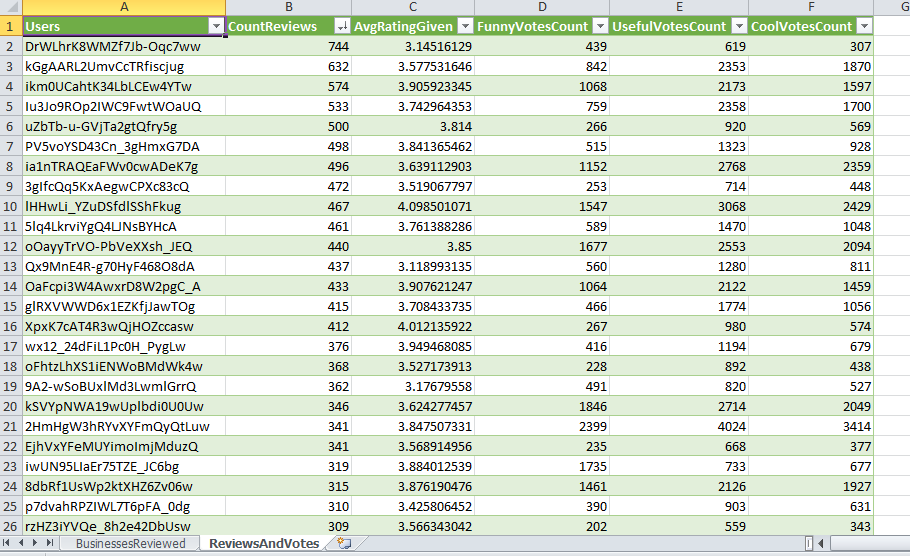 A B C D E F G
1 Users CountReviews AvgRatingGiven FunnyVotesCount UsefulVotesCount CoolVotesCount
2 DrWLhrK8WMZf7Jb-Oqc7ww 744 3.14516129 439 619 307
3 kGgAARL2UmvCcTRfiscjug 632 3.577531646 842 2353 1870
4 ikm0UCahtK34LbLCEw4YTw 574 3.905923345 1068 2173 1597
5 Iu3Jo9ROp2IWC9FwtWOaUQ 533 3.742964353 759 2358 1700
6 uZbTb-u-GVjTa2gtQfry5g 500 3.814 266 920 569
7 PV5voYSD43Cn_3gHmxG7DA 498 3.841365462 515 1323 928
8 ia1nTRAQEaFWv0cwADeK7g 496 3.639112903 1152 2768 2359
9 3gIfcQq5KxAegwCPXc83cQ 472 3.519067797 253 714 448
10 lHHwLi_YZuDSfdlSShFkug 467 4.098501071 1547 3068 2429
11 5lq4LkrviYgQ4LJNsBYHcA 461 3.761388286 589 1470 1048
12 oOayyTrVO-PbVeXXsh_JEQ 440 3.85 1677 2553 2094
13 Qx9MnE4R-g70HyF468O8dA 437 3.118993135 560 1280 811
14 OaFcpi3W4AwxrD8W2pgC_A 433 3.907621247 1064 2122 1459
15 glRXVWWD6x1EZKfjJawTOg 415 3.708433735 466 1774 1056
16 XpxK7cAT4R3wQjHOZccasw 412 4.012135922 267 980 574
17 wx12_24dFiL1Pc0H_PygLw 376 3.949468085 416 1194 679
18 oFhtzLhXS1iENWoBMdWk4w 368 3.527173913 228 892 438
19 9A2-wSoBUxlMd3LwmlGrrQ 362 3.17679558 491 820 527
20 kSVYpNWA19wUplbdi0U0Uw 346 3.624277457 1846 2714 2049
21 2HmHgW3hRYvXYFmQyQtLuw 341 3.847507331 2399 4024 3414
22 EjhVxYFeMUYimoImjMduzQ 341 3.568914956 235 668 377
23 iwUN95LIaEr75TZE_JC6bg 319 3.884012539 1735 733 677
24 8dbRf1UsWp2ktXHZ6Zv06w 315 3.876190476 1461 2126 1927
25 p7dvahRPZIWL7T6pFA_0dg 310 3.425806452 390 903 631
26 rzHZ3iYVQe_8h2e42DbUsw 309 3.566343042 202 559 343
BusinessesReviewed ReviewsAndVotes